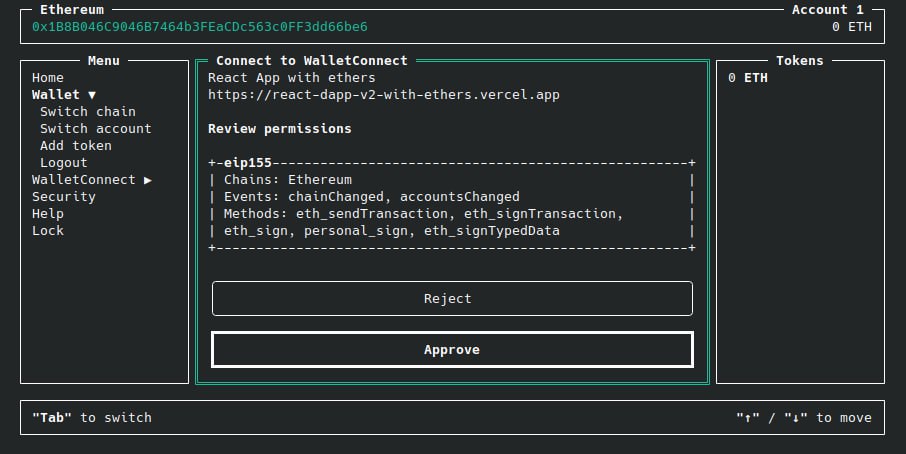 Ethereum Account 1
0x1B8B046C9046B7464b3FEaCDc563c0FF3dd66be6 0 ETH
Menu
Home
Wallet ▼
Switch chain
Switch account
Add token
Logout
WalletConnect ▶
Security
Help
Lock
Connect to WalletConnect
React App with ethers
https://react-dapp-v2-with-ethers.vercel.app
Review permissions
+-eip155----------------------------------------------------+
| Chains: Ethereum |
| Events: chainChanged, accountsChanged |
| Methods: eth_sendTransaction, eth_signTransaction, |
| eth_sign, personal_sign, eth_signTypedData |
+-----------------------------------------------------------+
Reject
Approve
Tokens
0 ETH
"Tab" to switch "↑" / "↓" to move